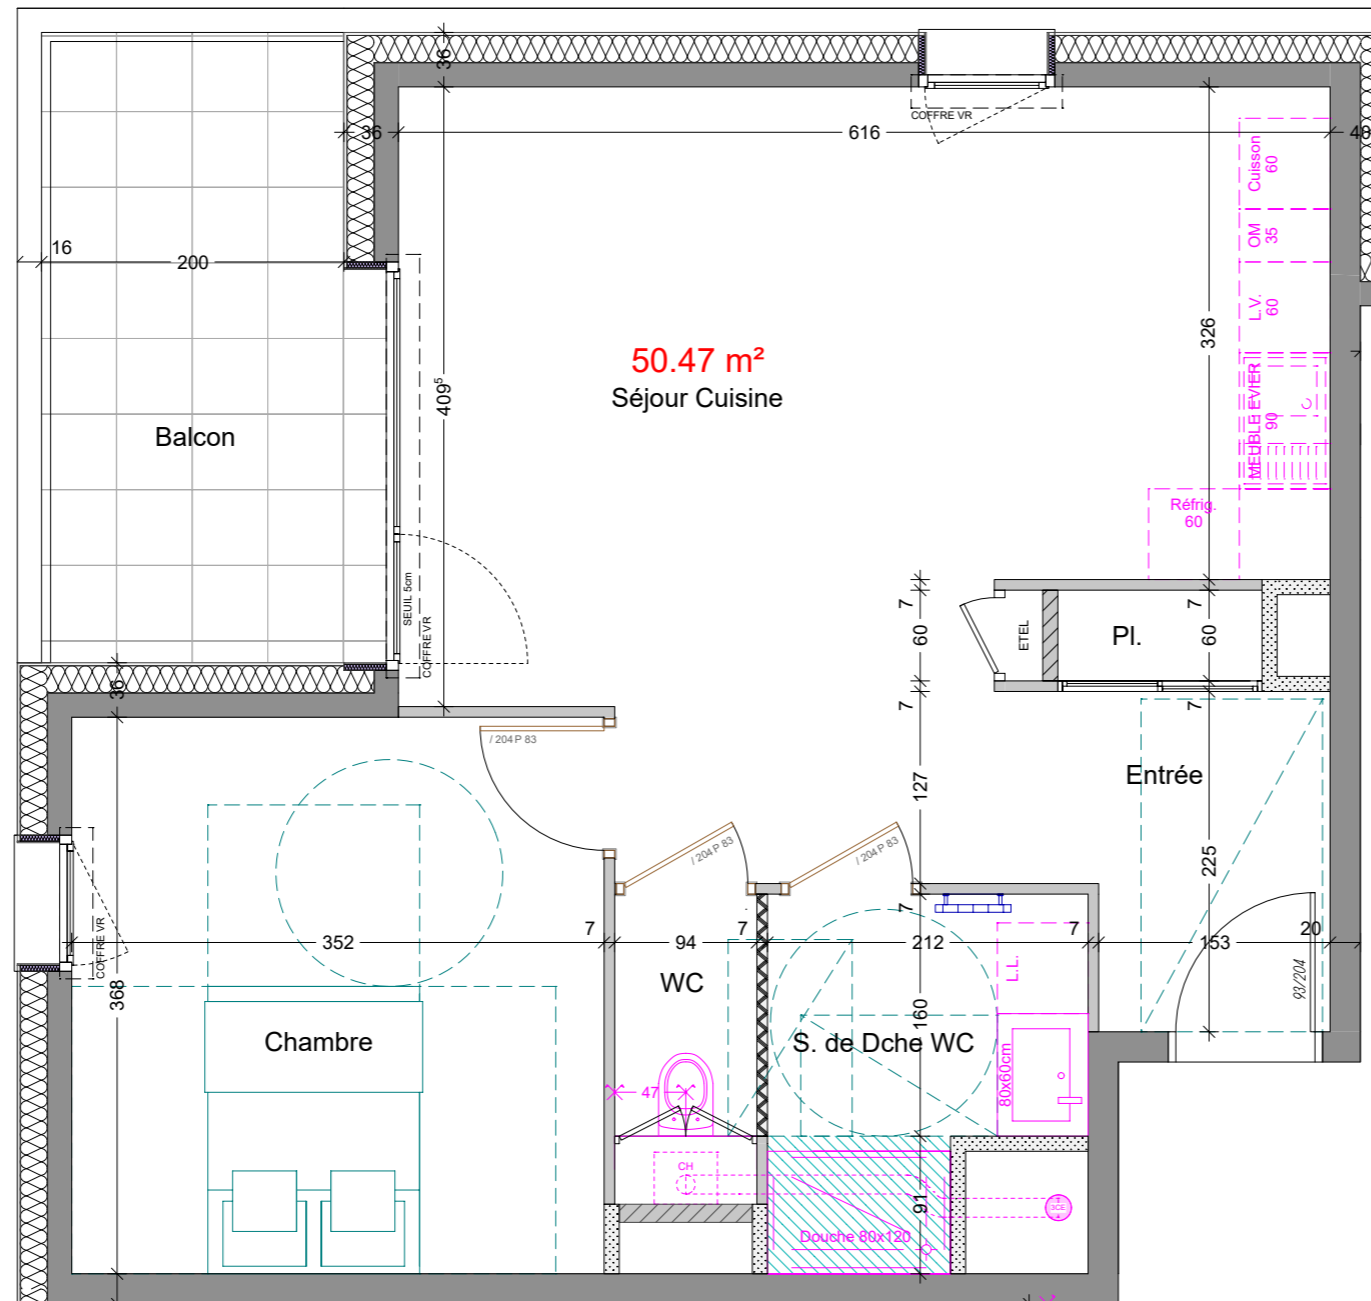 36
COFFRE VR
36
616
40
Cuisson
60
OM
35
16
200
L.V.
60
326
50.47 m²
Séjour Cuisine
409⁵
MEUBLE EVIER
90
Balcon
Réfrig.
60
SEUIL 5cm
COFFRE VR
7
60
7
ETEL
Pl.
7
60
7
36
/ 204 P 83
Entrée
127
/ 204 P 83
/ 204 P 83
225
COFFRE VR
352
7
94
7
7
212
7
153
20
368
WC
L.L.
93/204
160
Chambre
S. de Dche WC
80x60cm
47
CH
91
3CE
Douche 80x120